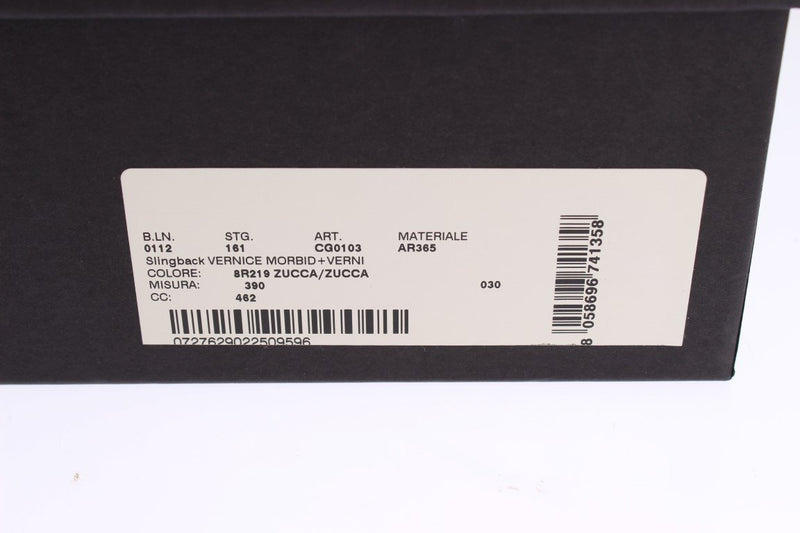 B.LN. STG. ART. MATERIALE
0112 161 CG0103 AR365
Slingback VERNICE MORBID+VERNI
COLORE: 8R219 ZUCCA/ZUCCA
MISURA: 390 030
CC: 462
0727629022509596
8 058696 741358